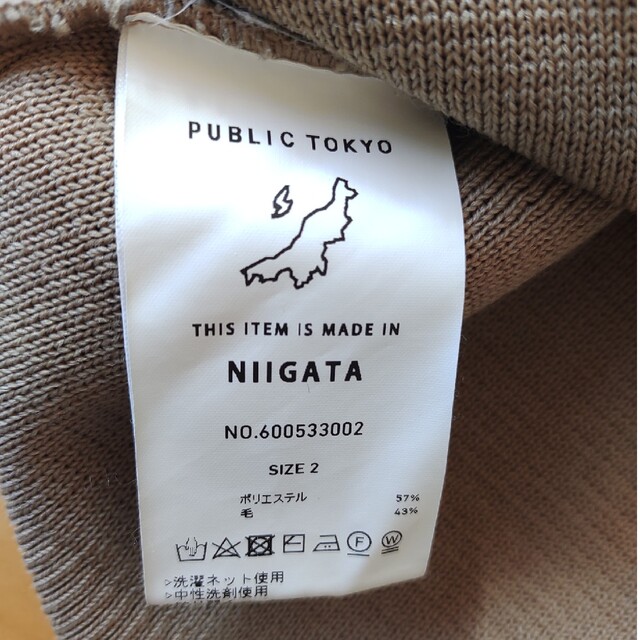 PUBLIC TOKYO
THIS ITEM IS MADE IN
NIIGATA
NO.600533002
SIZE 2
ポリエステル 57%
毛 43%
F W
>洗濯ネット使用
>中性洗剤使用